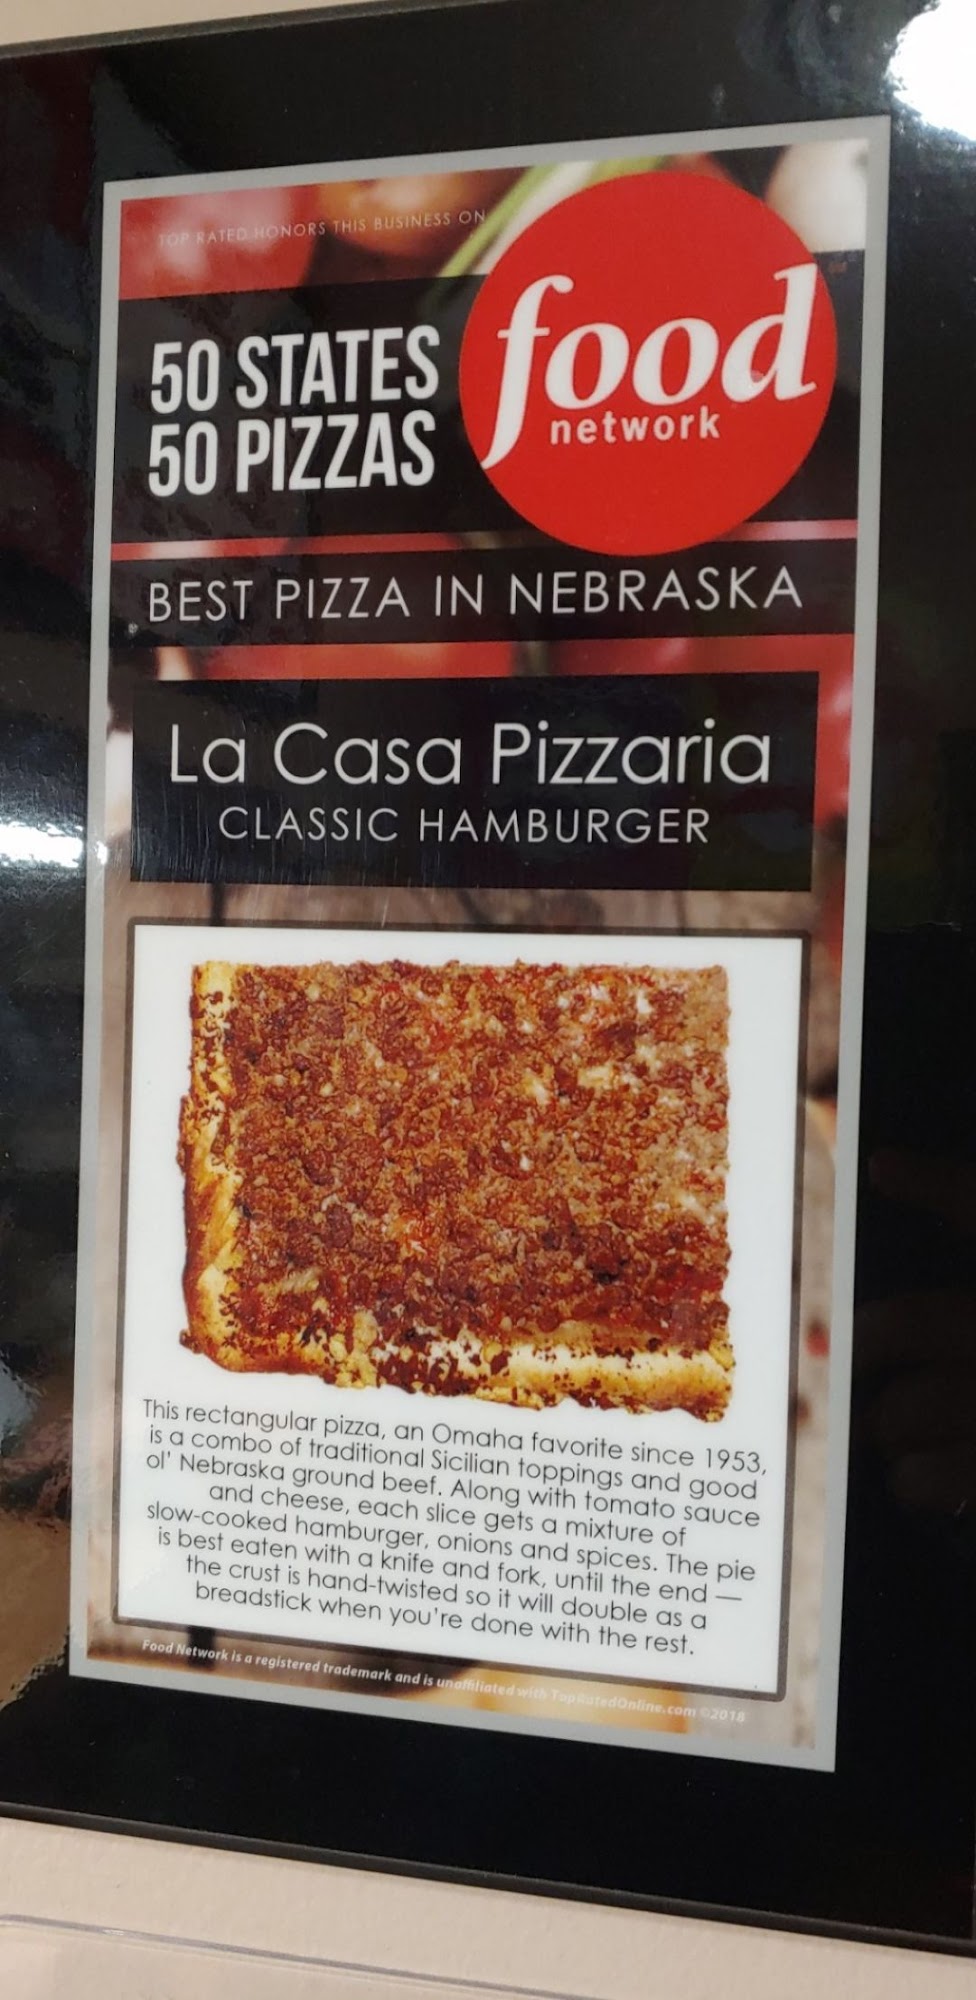 TOP RATED HONORS THIS BUSINESS ON
50 STATES
50 PIZZAS
food
network
BEST PIZZA IN NEBRASKA
La Casa Pizzaria
CLASSIC HAMBURGER
This rectangular pizza, an Omaha favorite since 1953,
is a combo of traditional Sicilian toppings and good
ol' Nebraska ground beef. Along with tomato sauce
and cheese, each slice gets a mixture of
slow-cooked hamburger, onions and spices. The pie
is best eaten with a knife and fork, until the end —
the crust is hand-twisted so it will double as a
breadstick when you're done with the rest.
Food Network is a registered trademark and is unaffiliated with TopRatedOnline.com ©2018